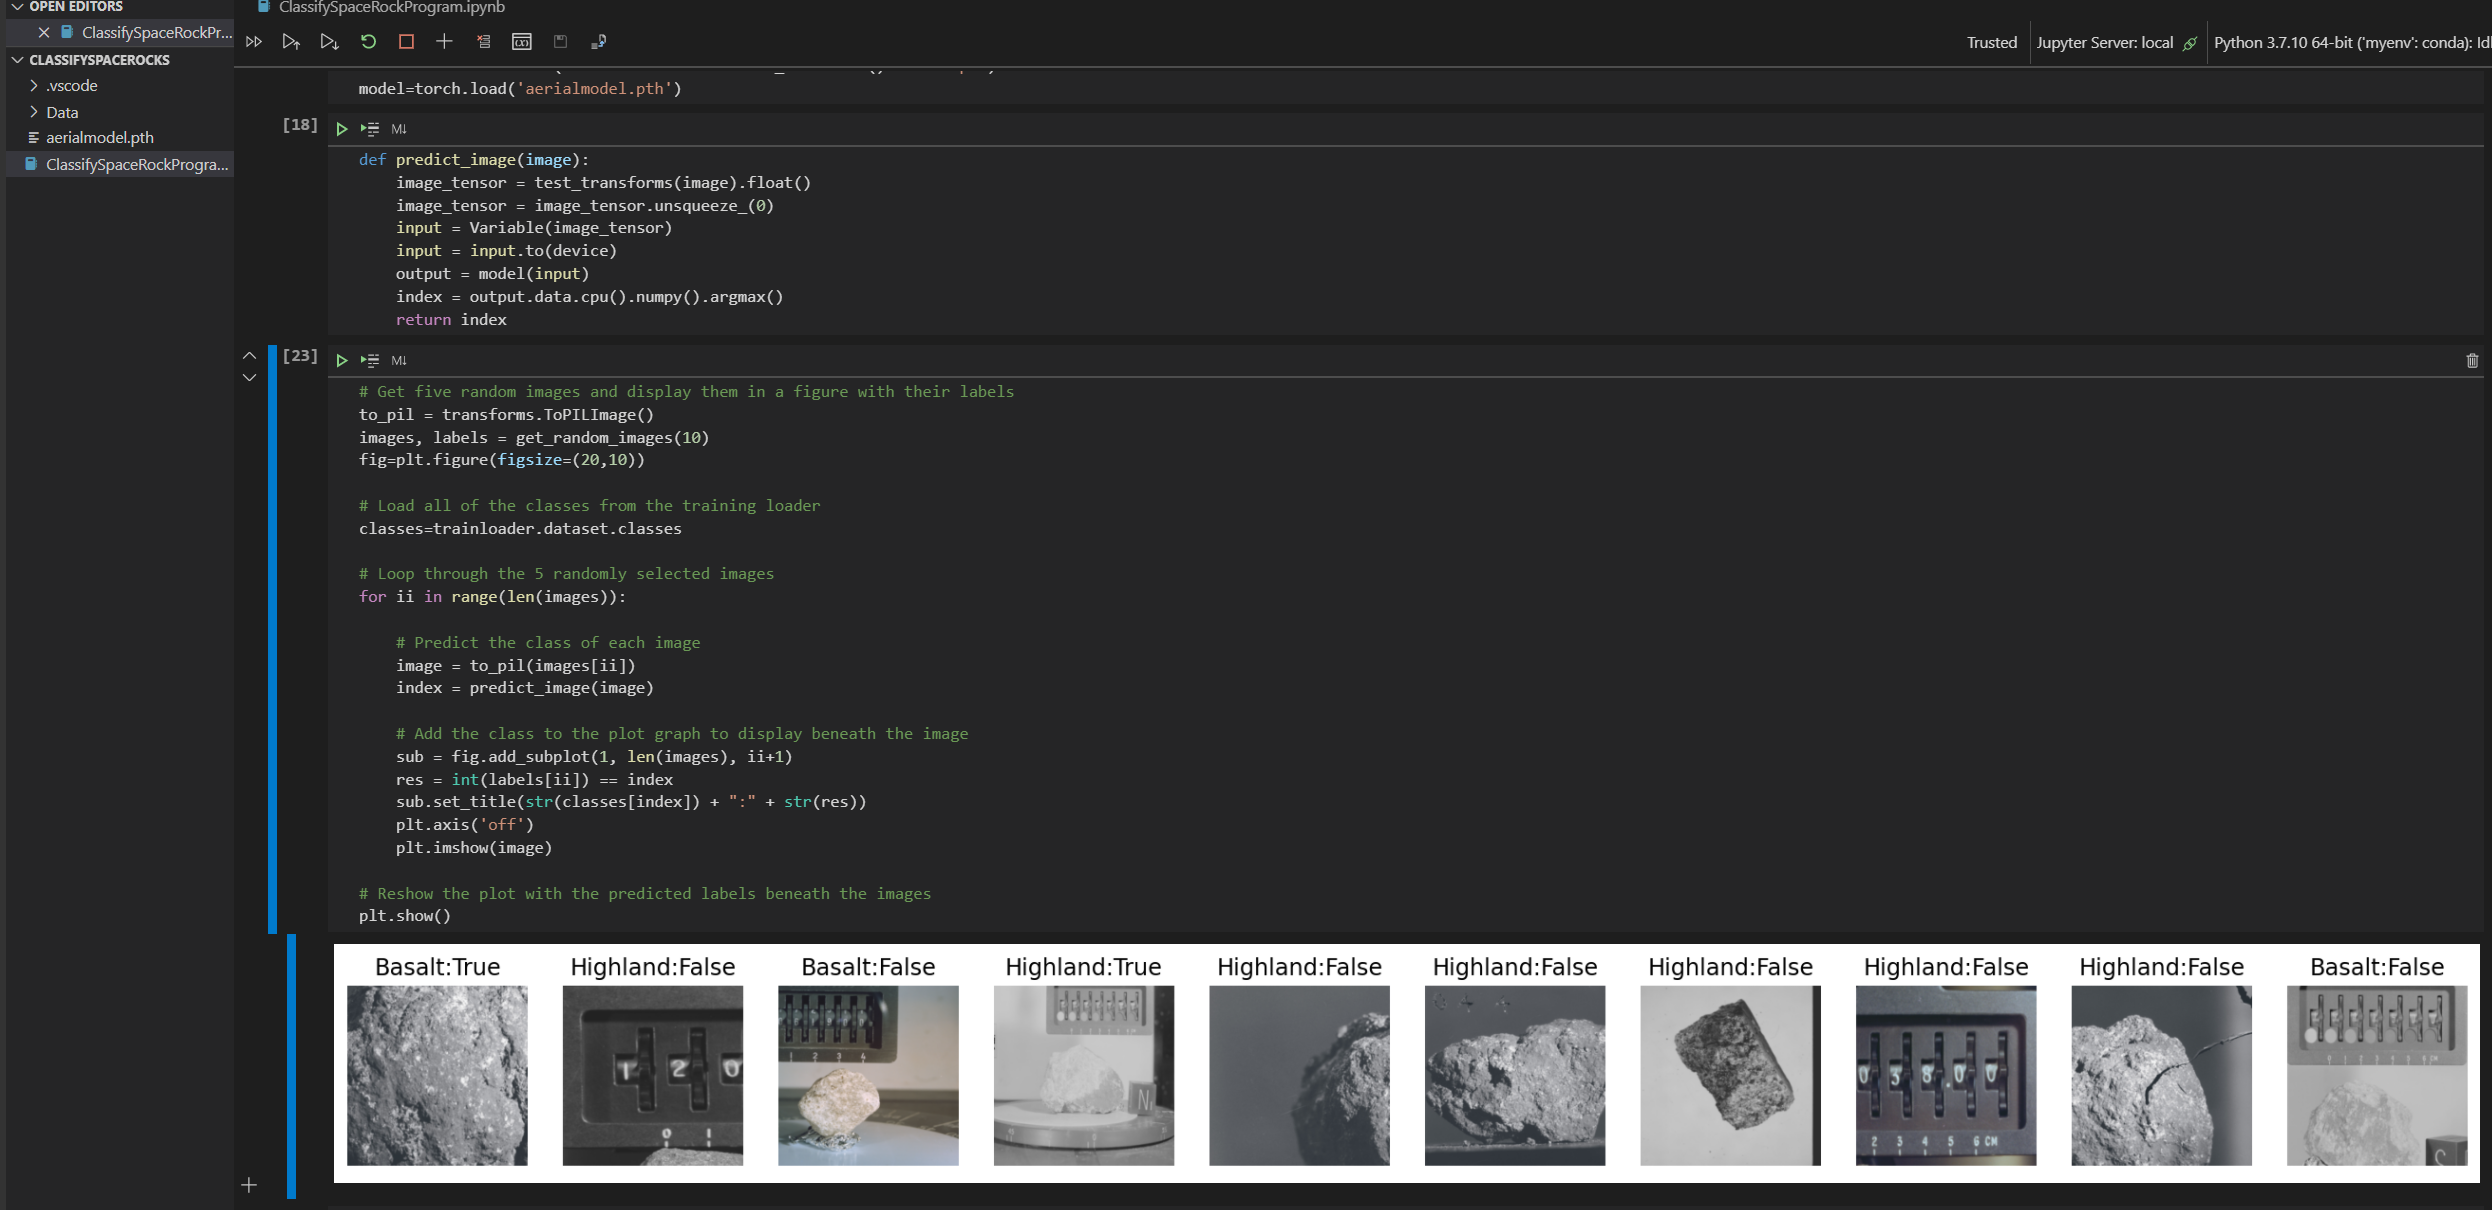 OPEN EDITORS
ClassifySpaceRockPr...
CLASSIFYSPACEROCKS
.vscode
Data
aerialmodel.pth
ClassifySpaceRockProgra...
ClassifySpaceRockProgram.ipynb
Trusted
Jupyter Server: local
Python 3.7.10 64-bit ('myenv': conda): Idl
model=torch.load('aerialmodel.pth')
[18]
M↓
def predict_image(image):
    image_tensor = test_transforms(image).float()
    image_tensor = image_tensor.unsqueeze_(0)
    input = Variable(image_tensor)
    input = input.to(device)
    output = model(input)
    index = output.data.cpu().numpy().argmax()
    return index
[23]
M↓
# Get five random images and display them in a figure with their labels
to_pil = transforms.ToPILImage()
images, labels = get_random_images(10)
fig=plt.figure(figsize=(20,10))
# Load all of the classes from the training loader
classes=trainloader.dataset.classes
# Loop through the 5 randomly selected images
for ii in range(len(images)):
    # Predict the class of each image
    image = to_pil(images[ii])
    index = predict_image(image)
    # Add the class to the plot graph to display beneath the image
    sub = fig.add_subplot(1, len(images), ii+1)
    res = int(labels[ii]) == index
    sub.set_title(str(classes[index]) + ":" + str(res))
    plt.axis('off')
    plt.imshow(image)
# Reshow the plot with the predicted labels beneath the images
plt.show()
Basalt:True Highland:False Basalt:False Highland:True Highland:False Highland:False Highland:False Highland:False Highland:False Basalt:False
1 2 0
0 1
1 2 3 4
N
0 3 8.0 0
2 3 4 5 6 CM